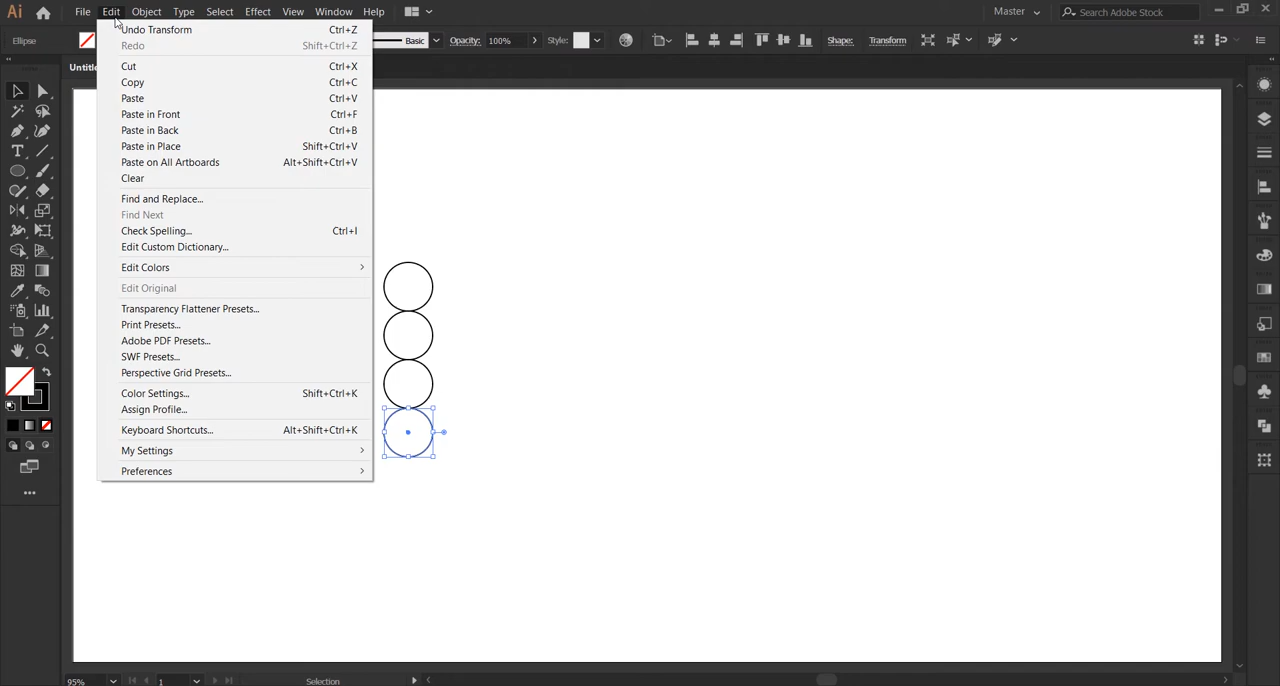 Ai File Edit Object Type Select Effect View Window Help Master Search Adobe Stock
Ellipse Basic Opacity: 100% Style: Shape: Transform
Undo Transform Ctrl+Z
Redo Shift+Ctrl+Z
Cut Ctrl+X
Copy Ctrl+C
Paste Ctrl+V
Paste in Front Ctrl+F
Paste in Back Ctrl+B
Paste in Place Shift+Ctrl+V
Paste on All Artboards Alt+Shift+Ctrl+V
Clear
Find and Replace...
Find Next
Check Spelling... Ctrl+I
Edit Custom Dictionary...
Edit Colors
Edit Original
Transparency Flattener Presets...
Print Presets...
Adobe PDF Presets...
SWF Presets...
Perspective Grid Presets...
Color Settings... Shift+Ctrl+K
Assign Profile...
Keyboard Shortcuts... Alt+Shift+Ctrl+K
My Settings
Preferences
95% 1 Selection